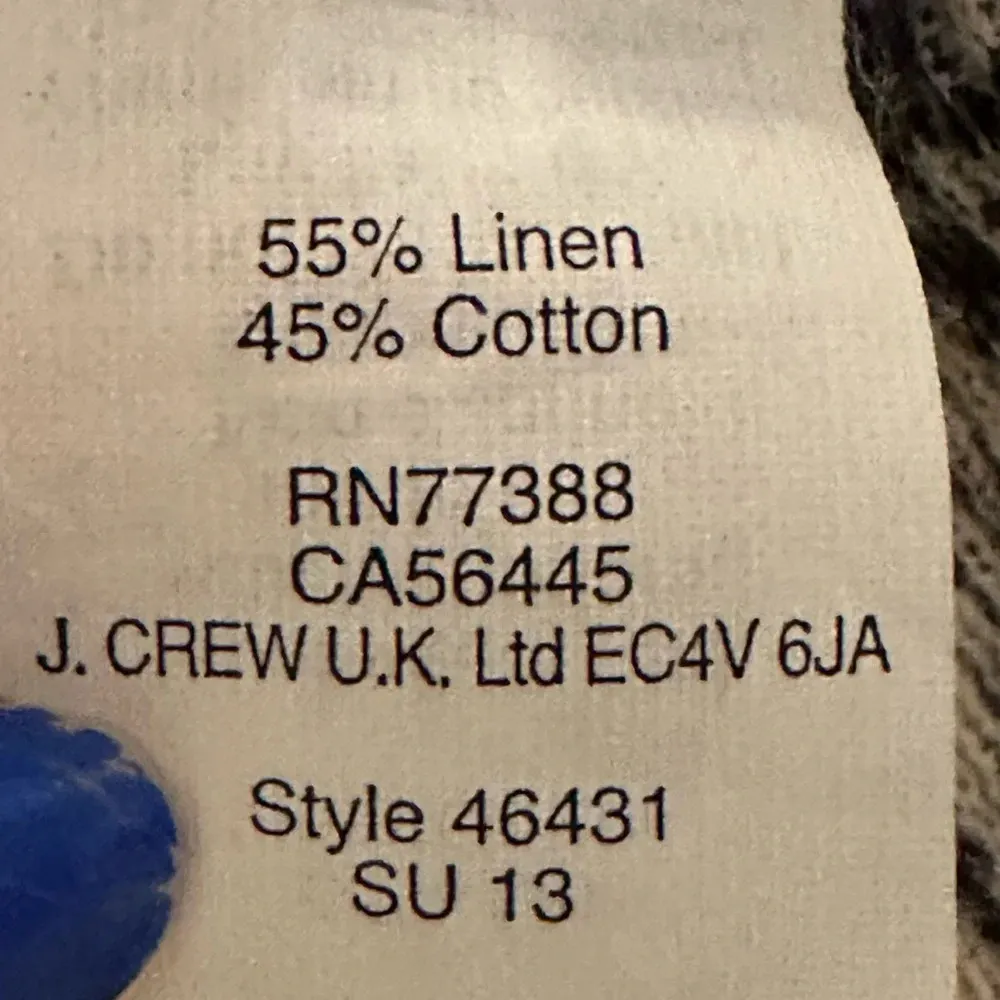 55% Linen
45% Cotton
RN77388
CA56445
J. CREW U.K. Ltd EC4V 6JA
Style 46431
SU 13